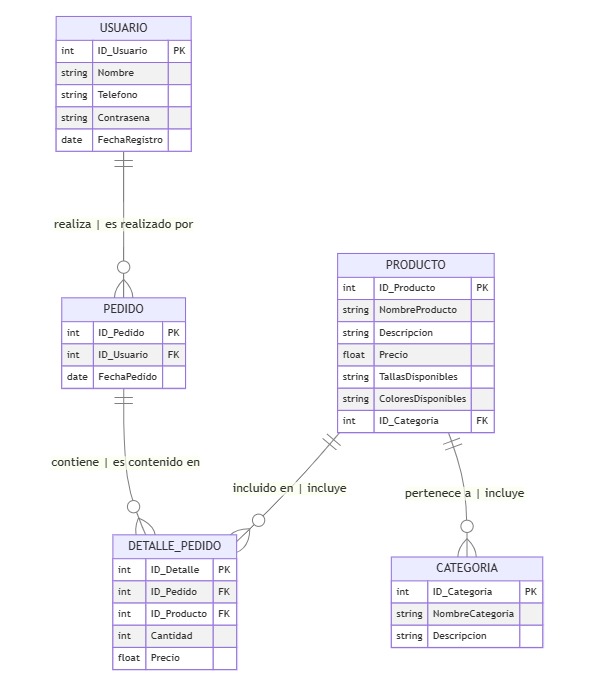 USUARIO
int ID_Usuario PK
string Nombre
string Telefono
string Contrasena
date FechaRegistro
realiza | es realizado por
PEDIDO
int ID_Pedido PK
int ID_Usuario FK
date FechaPedido
PRODUCTO
int ID_Producto PK
string NombreProducto
string Descripcion
float Precio
string TallasDisponibles
string ColoresDisponibles
int ID_Categoria FK
contiene | es contenido en
incluido en | incluye
pertenece a | incluye
DETALLE_PEDIDO
int ID_Detalle PK
int ID_Pedido FK
int ID_Producto FK
int Cantidad
float Precio
CATEGORIA
int ID_Categoria PK
string NombreCategoria
string Descripcion